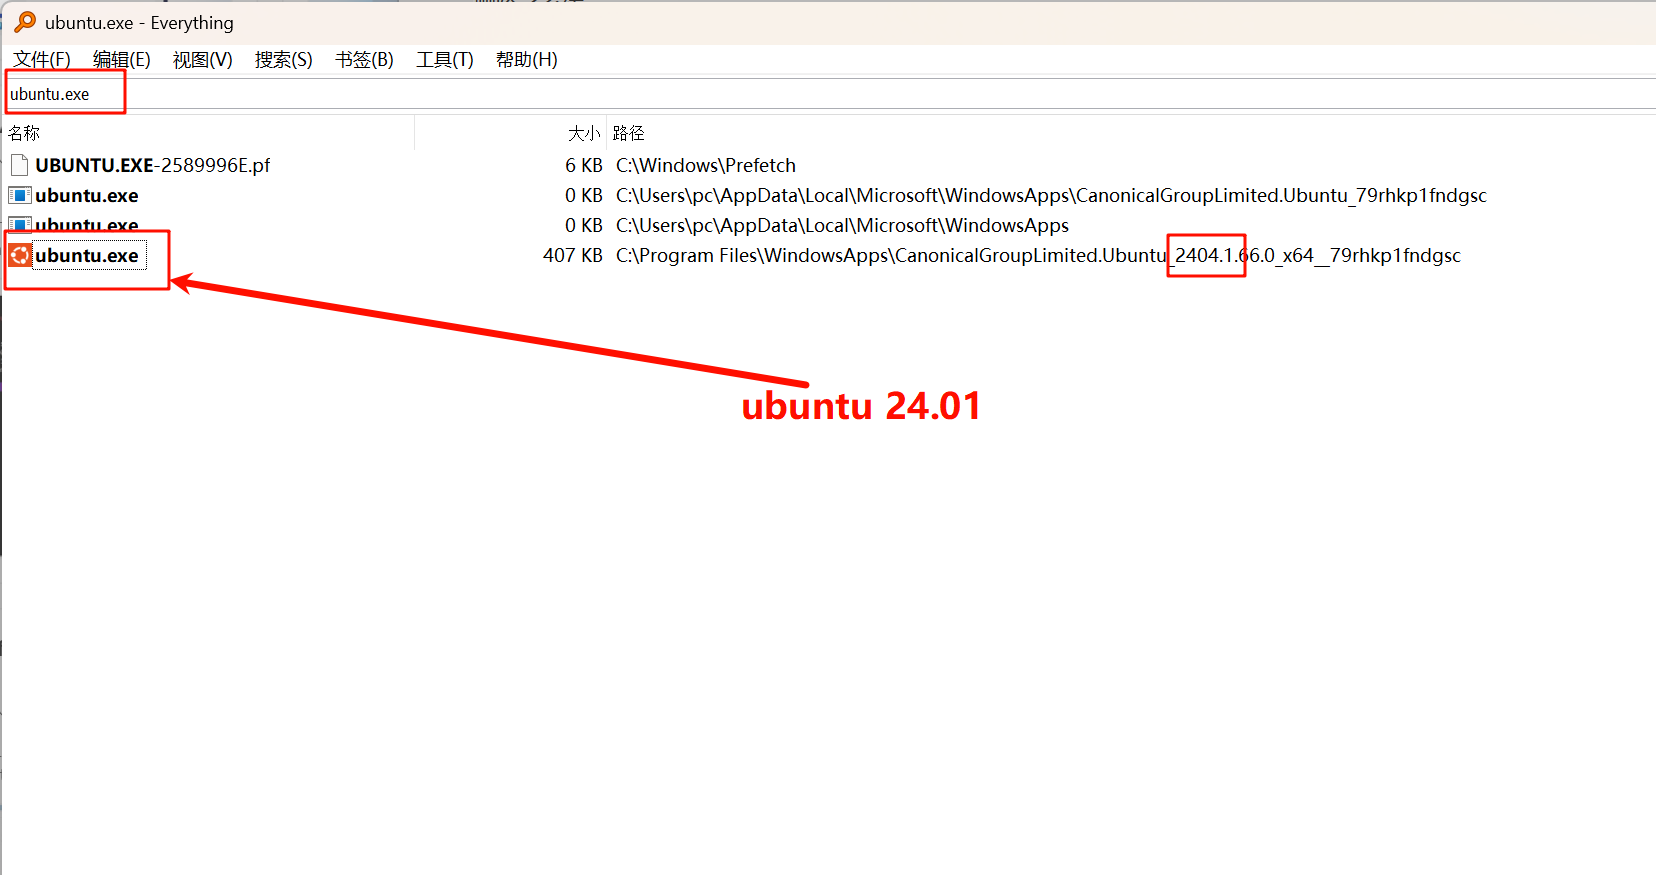 ubuntu.exe - Everything
文件(F) 编辑(E) 视图(V) 搜索(S) 书签(B) 工具(T) 帮助(H)
ubuntu.exe
名称 大小 路径
UBUNTU.EXE-2589996E.pf 6 KB C:\Windows\Prefetch
ubuntu.exe 0 KB C:\Users\pc\AppData\Local\Microsoft\WindowsApps\CanonicalGroupLimited.Ubuntu_79rhkp1fndgsc
ubuntu.exe 0 KB C:\Users\pc\AppData\Local\Microsoft\WindowsApps
ubuntu.exe 407 KB C:\Program Files\WindowsApps\CanonicalGroupLimited.Ubuntu_2404.1.66.0_x64__79rhkp1fndgsc
ubuntu 24.01